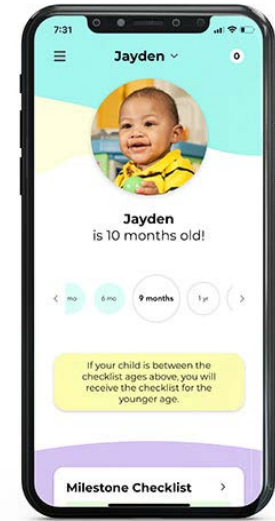 7:31
Jayden
0
Jayden
is 10 months old!
mo 6 mo 9 months 1 yr
If your child is between the
checklist ages above, you will
receive the checklist for the
younger age.
Milestone Checklist